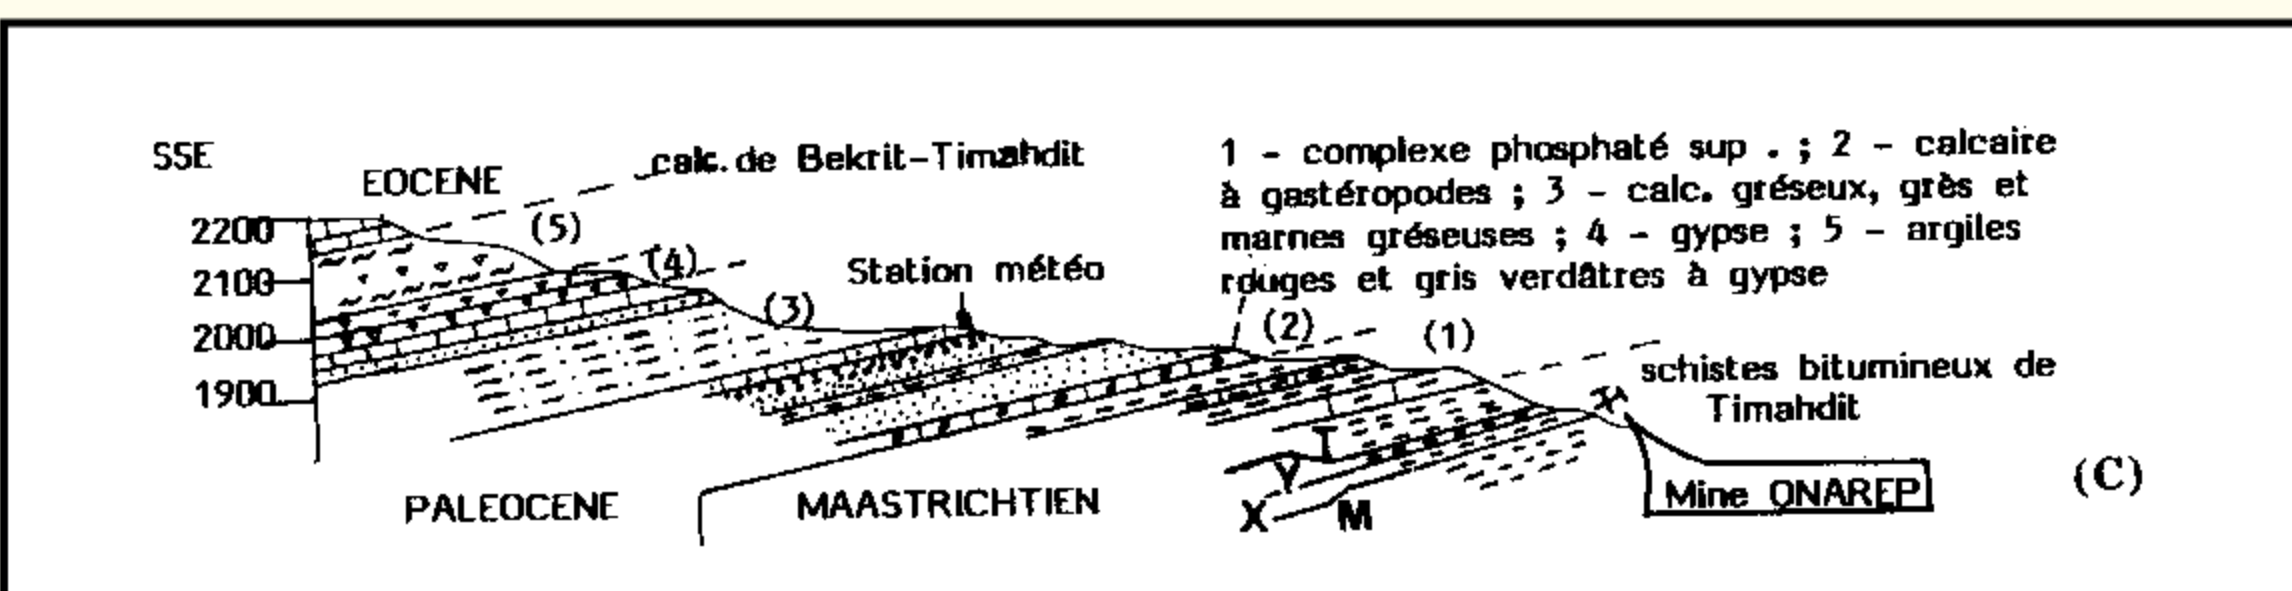 SSE
EOCENE
calc. de Bekrit-Timahdit
1 - complexe phosphaté sup . ; 2 - calcaire
à gastéropodes ; 3 - calc. gréseux, grès et
marnes gréseuses ; 4 - gypse ; 5 - argiles
rouges et gris verdâtres à gypse
2200
2100
2000
1900
(5)
(4)
(3)
Station météo
(2)
(1)
schistes bitumineux de
Timahdit
T
Y
X
M
PALEOCENE
MAASTRICHTIEN
Mine ONAREP
(C)